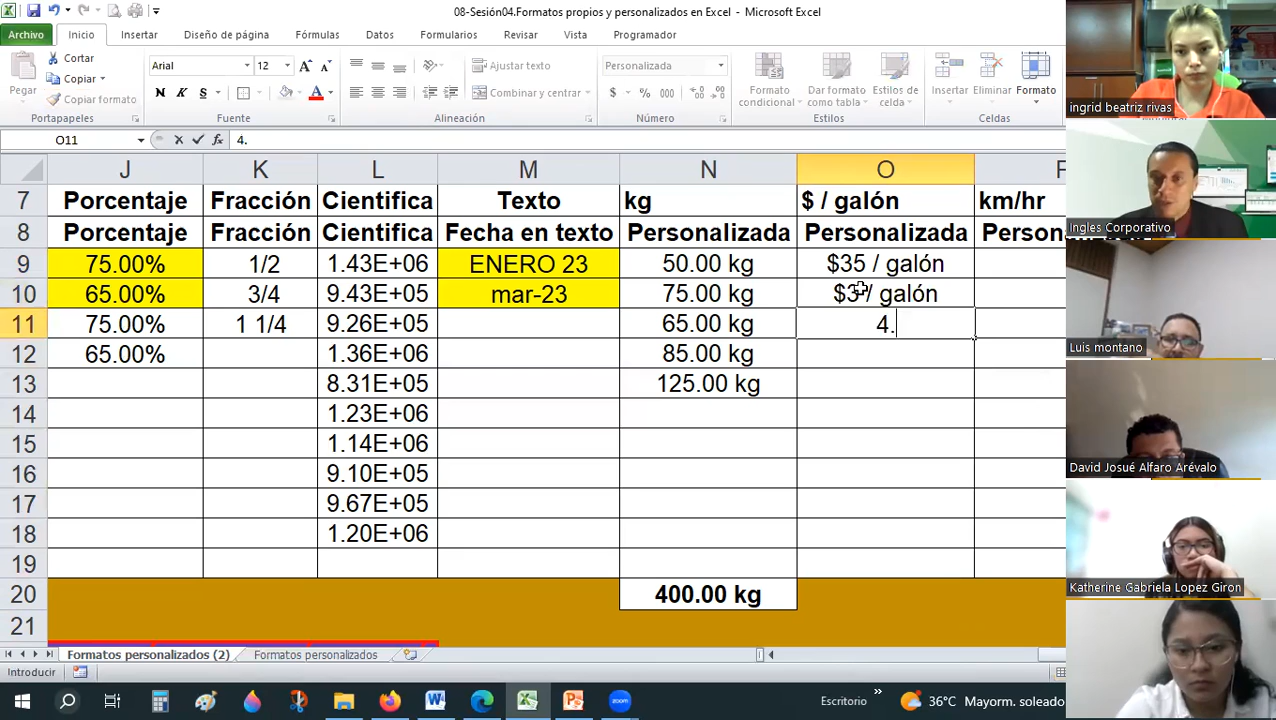 08-Sesión04.Formatos propios y personalizados en Excel - Microsoft Excel
Archivo Inicio Insertar Diseño de página Fórmulas Datos Formularios Revisar Vista Programador
Pegar
Cortar
Copiar
Copiar formato
Portapapeles
Arial 12
N K S
Fuente
Ajustar texto
Combinar y centrar
Alineación
Personalizada
$ % 000
Número
Formato condicional
Dar formato como tabla
Estilos de celda
Estilos
Insertar Eliminar Formato
Celdas
O11 4.
J K L M N O
7 Porcentaje Fracción Cientifica Texto kg $ / galón km/hr
8 Porcentaje Fracción Cientifica Fecha en texto Personalizada Personalizada
9 75.00% 1/2 1.43E+06 ENERO 23 50.00 kg $35 / galón
10 65.00% 3/4 9.43E+05 mar-23 75.00 kg $3 / galón
11 75.00% 1 1/4 9.26E+05 65.00 kg 4.
12 65.00% 1.36E+06 85.00 kg
13 8.31E+05 125.00 kg
14 1.23E+06
15 1.14E+06
16 9.10E+05
17 9.67E+05
18 1.20E+06
19
20 400.00 kg
21
Formatos personalizados (2) Formatos personalizados
Introducir
Escritorio 36°C Mayorm. soleado
ingrid beatriz rivas
Ingles Corporativo
Luis montano
David Josué Alfaro Arévalo
Katherine Gabriela Lopez Giron